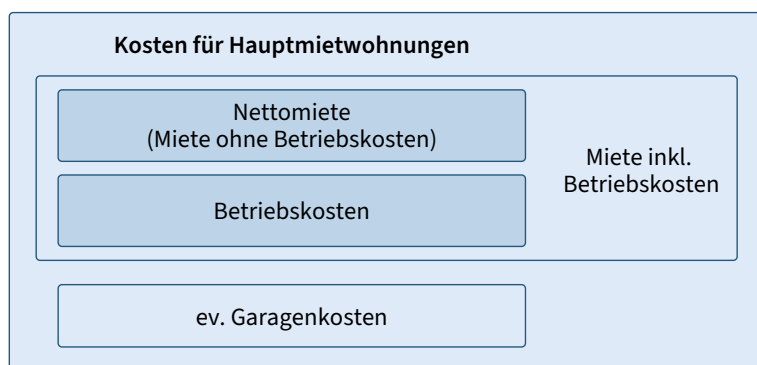 Kosten für Hauptmietwohnungen
Nettomiete
(Miete ohne Betriebskosten)
Miete inkl.
Betriebskosten
Betriebskosten
ev. Garagenkosten